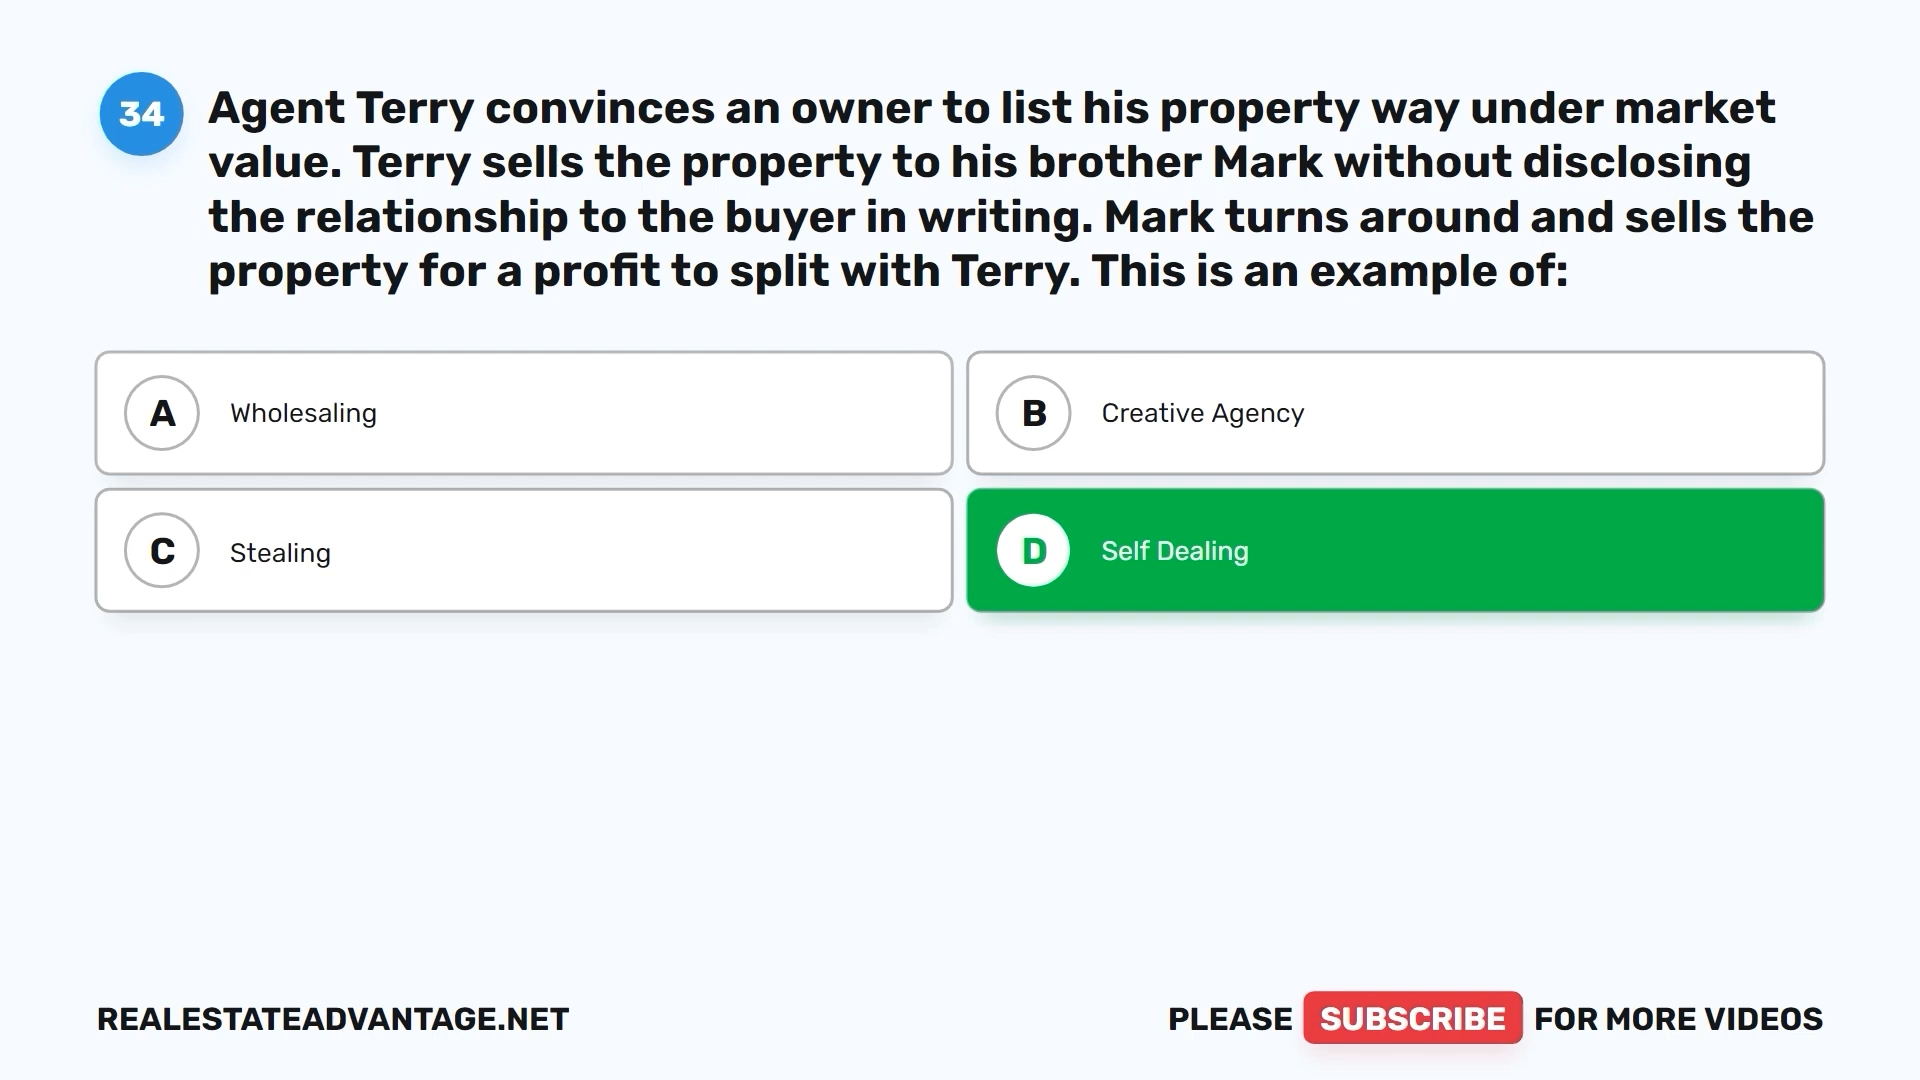 34
Agent Terry convinces an owner to list his property way under market
value. Terry sells the property to his brother Mark without disclosing
the relationship to the buyer in writing. Mark turns around and sells the
property for a profit to split with Terry. This is an example of:
A Wholesaling
B Creative Agency
C Stealing
D Self Dealing
REALESTATEADVANTAGE.NET
PLEASE SUBSCRIBE FOR MORE VIDEOS